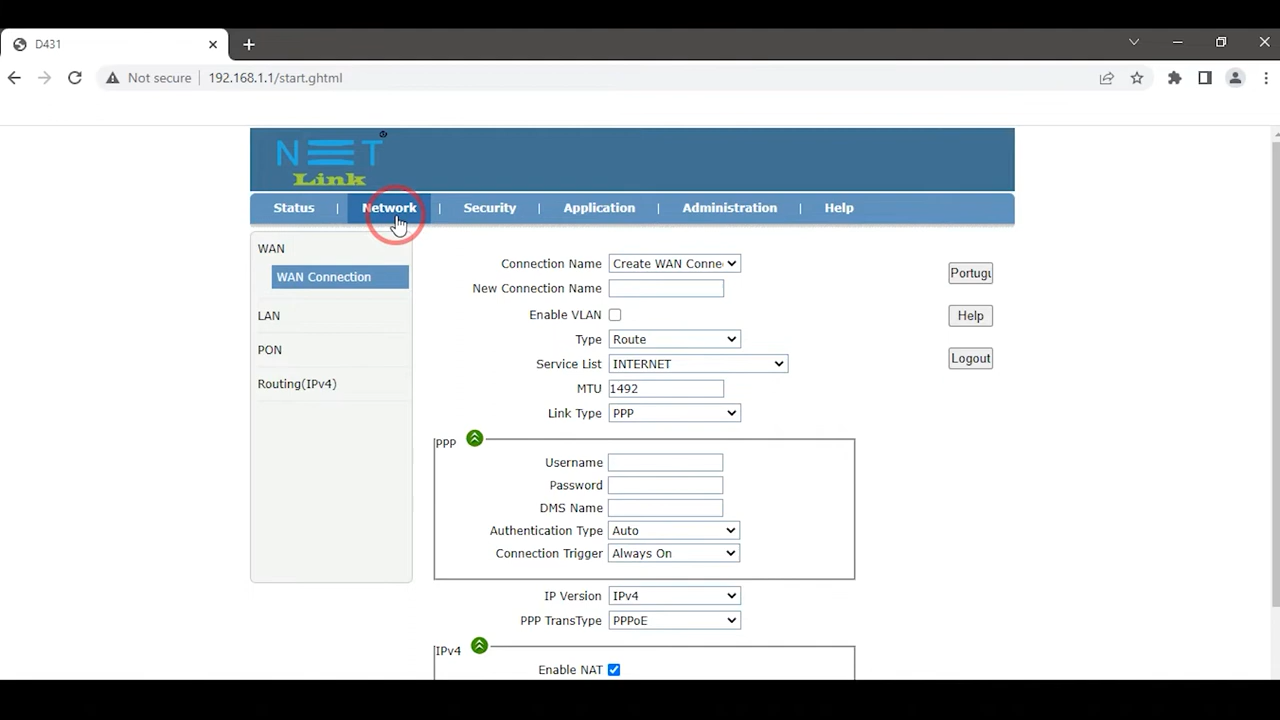 D431
Not secure 192.168.1.1/start.ghtml
NET
Link
Status | Network | Security | Application | Administration | Help
WAN
WAN Connection
LAN
PON
Routing(IPv4)
Connection Name Create WAN Conne
New Connection Name
Enable VLAN
Type Route
Service List INTERNET
MTU 1492
Link Type PPP
PPP
Username
Password
DMS Name
Authentication Type Auto
Connection Trigger Always On
IP Version IPv4
PPP TransType PPPoE
IPv4
Enable NAT
Portugu
Help
Logout